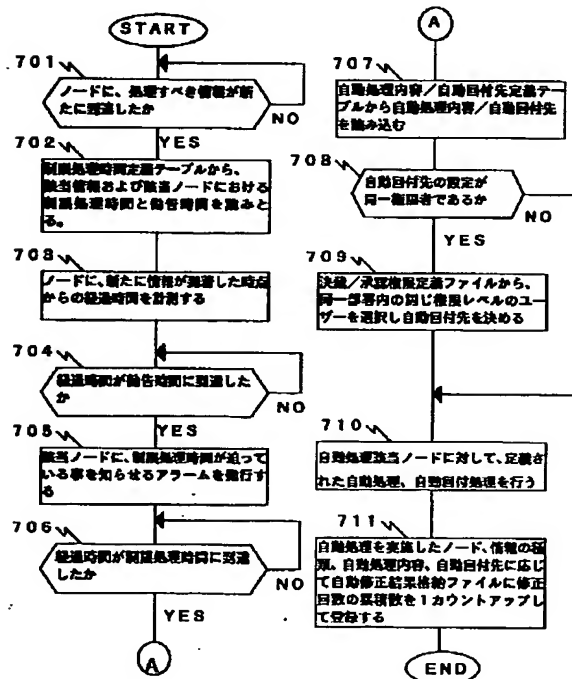 START
701
ノードに、処理すべき情報が新
たに到達したか
NO
YES
702
制限処理時間定義テーブルから、
該当情報および該当ノードにおける
制限処理時間と勧告時間を読みと
る。
703
ノードに、新たに情報が到着した時点
からの経過時間を計測する
704
経過時間が勧告時間に到達した
か
NO
YES
705
該当ノードに、制限処理時間が迫って
いる事を知らせるアラームを発行す
る
706
経過時間が制限処理時間に到達
したか
NO
YES
A
A
707
自動処理内容/自動回付先定義テ
ーブルから自動処理内容/自動回付先
を読み込む
708
自動回付先の設定が
同一権限者であるか
NO
YES
709
決裁/承認権限定義ファイルから、
同一部署内の同じ権限レベルのユ
ーザーを選択し自動回付先を決める
710
自動処理該当ノードに対して、定義さ
れた自動処理、自動回付処理を行う
711
自動処理を実施したノード、情報の種
類、自動処理内容、自動回付先に応じ
て自動修正結果格納ファイルに修正
回数の累積数を1カウントアップし
て登録する
END